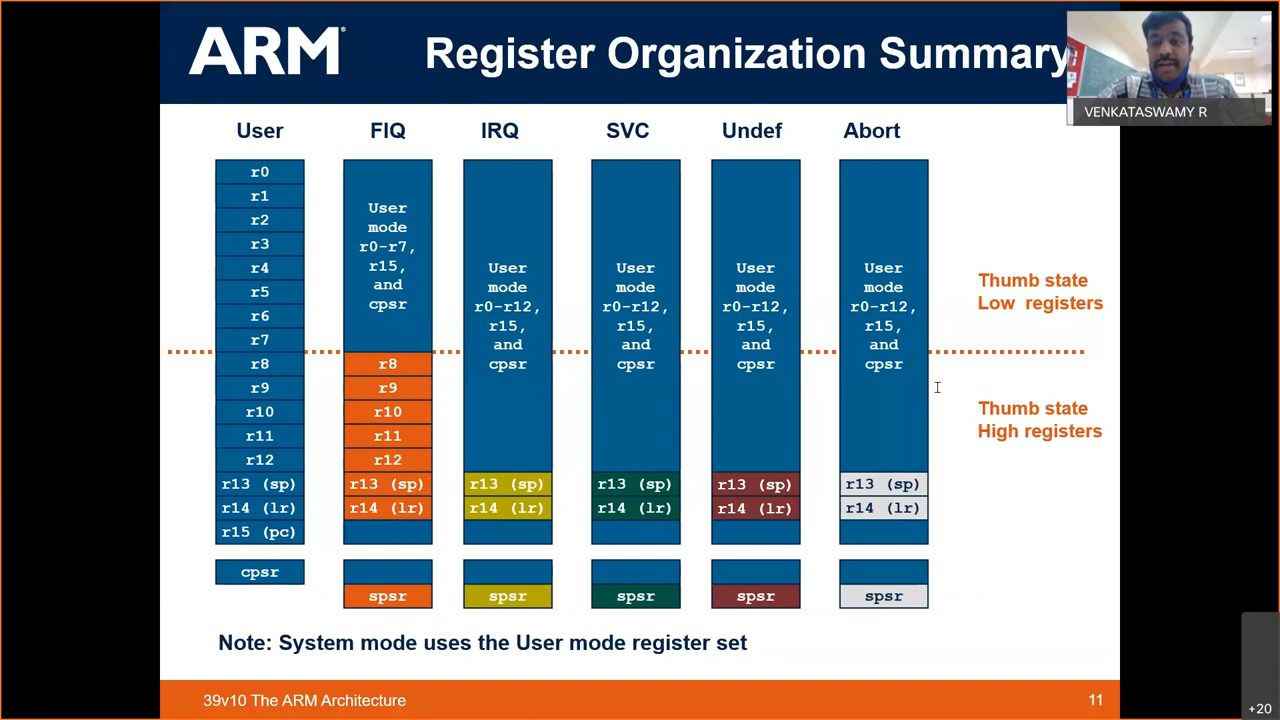 ARM
Register Organization Summary
VENKATASWAMY R
User
FIQ
IRQ
SVC
Undef
Abort
r0
r1
r2
r3
r4
r5
r6
r7
r8
r9
r10
r11
r12
r13 (sp)
r14 (lr)
r15 (pc)
cpsr
User
mode
r0-r7,
r15,
and
cpsr
r8
r9
r10
r11
r12
r13 (sp)
r14 (lr)
spsr
User
mode
r0-r12,
r15,
and
cpsr
r13 (sp)
r14 (lr)
spsr
User
mode
r0-r12,
r15,
and
cpsr
r13 (sp)
r14 (lr)
spsr
User
mode
r0-r12,
r15,
and
cpsr
r13 (sp)
r14 (lr)
spsr
User
mode
r0-r12,
r15,
and
cpsr
r13 (sp)
r14 (lr)
spsr
Thumb state
Low registers
Thumb state
High registers
Note: System mode uses the User mode register set
39v10 The ARM Architecture
11
+20